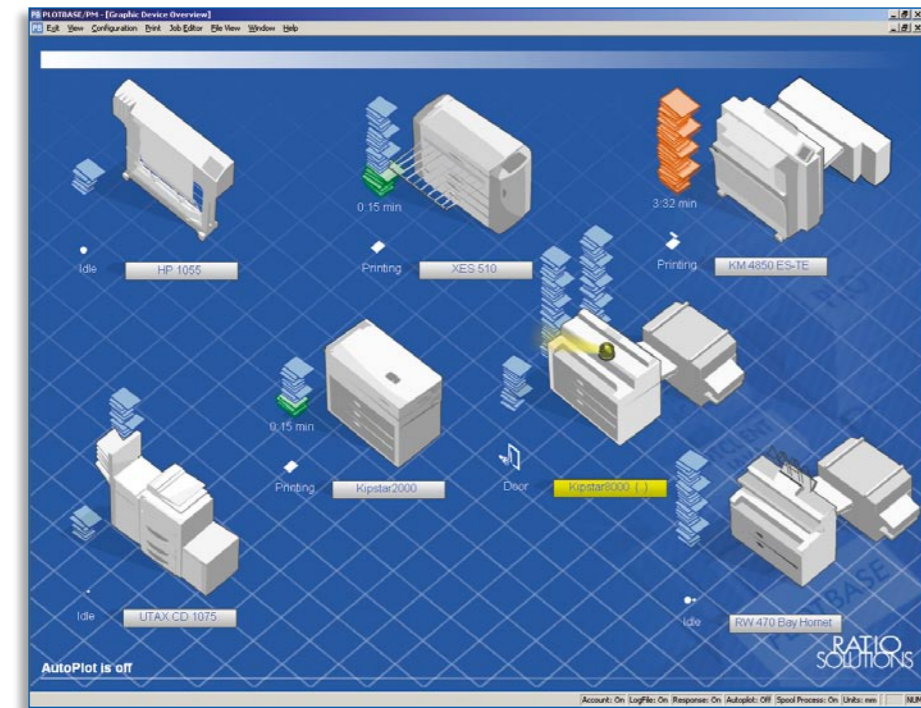 PLOTBASE/PM - [Graphic Device Overview]
Exit View Configuration Print Job Editor File View Window Help
0:15 min
3:32 min
Idle
HP 1055
Printing
XES 510
Printing
KM 4850 ES-TE
0:15 min
Printing
Kipstar2000
Door
Kipstar8000 (.)
Idle
UTAX CD 1075
Idle
RW 470 Bay Hornet
PLOTBASE
RATIO
SOLUTIONS
AutoPlot is off
Account: On LogFile: On Response: On Autoplot: Off Spool Process: On Units: mm NUM